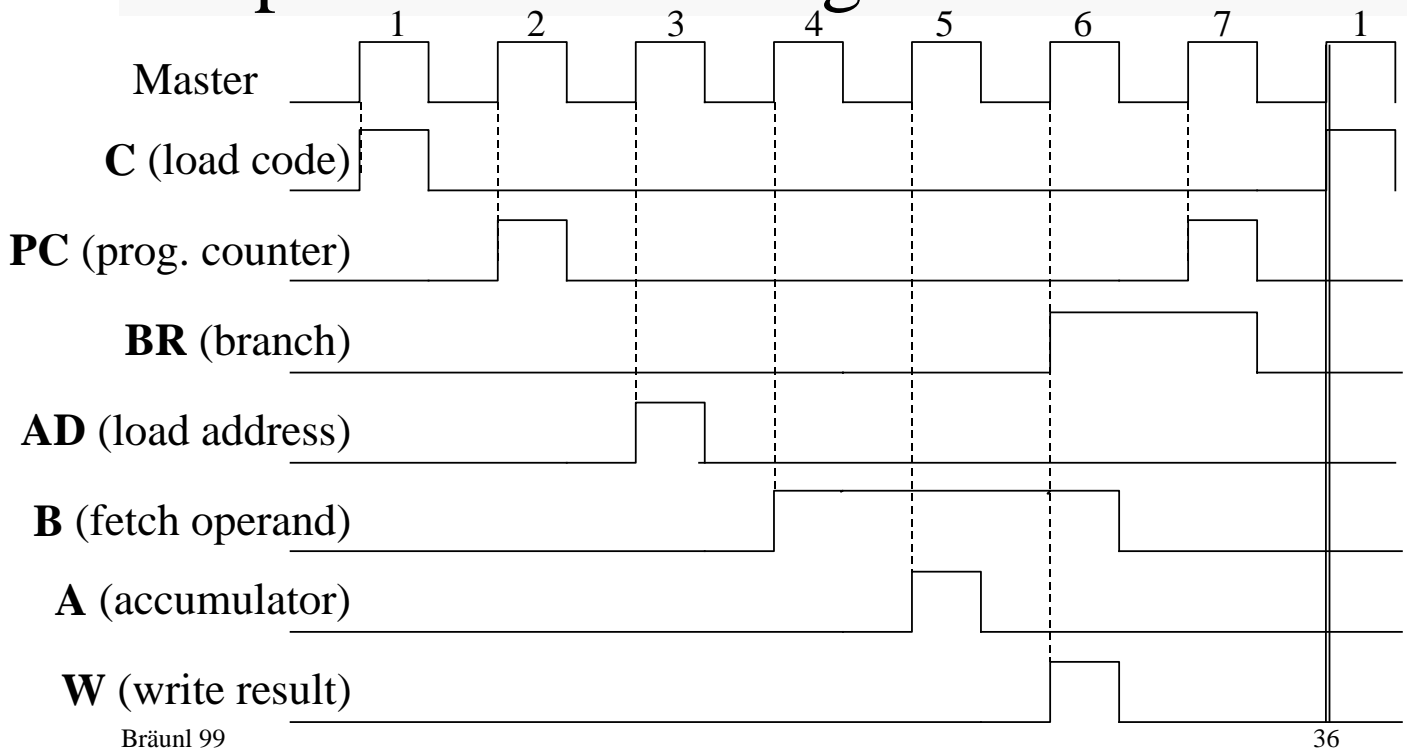 1 2 3 4 5 6 7 1
Master
C (load code)
PC (prog. counter)
BR (branch)
AD (load address)
B (fetch operand)
A (accumulator)
W (write result)
Bräunl 99 36